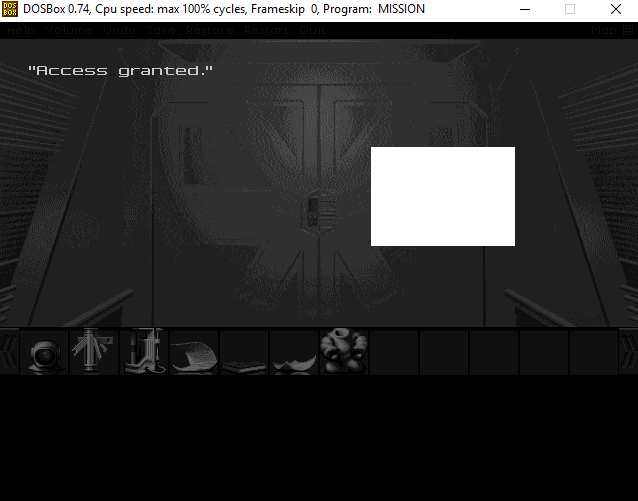 DOSBox 0.74, Cpu speed: max 100% cycles, Frameskip 0, Program: MISSION
Help Volume Undo Save Restore Restart Quit Map
"Access granted."